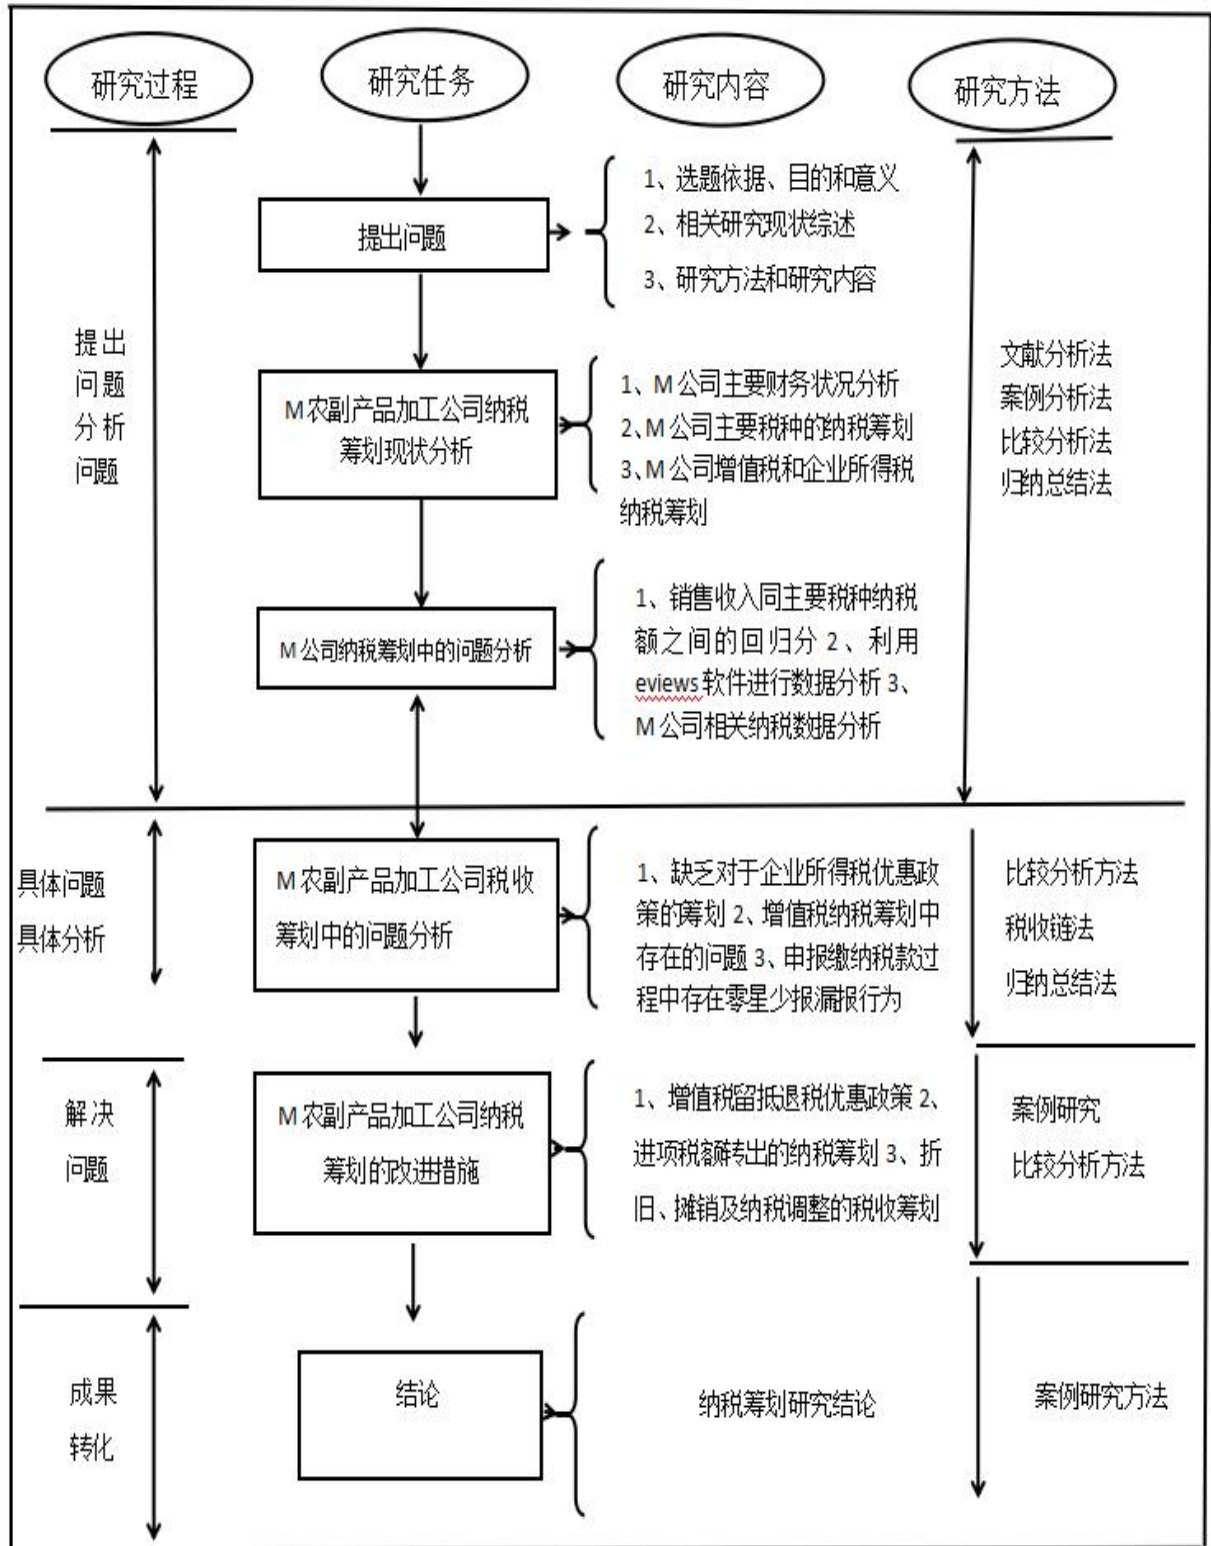 研究过程
研究任务
研究内容
研究方法
提出问题
1、选题依据、目的和意义
2、相关研究现状综述
3、研究方法和研究内容
提出
问题
分析
问题
M农副产品加工公司纳税
筹划现状分析
1、M公司主要财务状况分析
2、M公司主要税种的纳税筹划
3、M公司增值税和企业所得税
纳税筹划
文献分析法
案例分析法
比较分析法
归纳总结法
M公司纳税筹划中的问题分析
1、销售收入同主要税种纳税
额之间的回归分 2、利用
eviews软件进行数据分析 3、
M公司相关纳税数据分析
具体问题
具体分析
M农副产品加工公司税收
筹划中的问题分析
1、缺乏对于企业所得税优惠政
策的筹划 2、增值税纳税筹划中
存在的问题 3、申报缴纳税款过
程中存在零星少报漏报行为
比较分析方法
税收链法
归纳总结法
解决
问题
M农副产品加工公司纳税
筹划的改进措施
1、增值税留抵退税优惠政策 2、
进项税额转出的纳税筹划 3、折
旧、摊销及纳税调整的税收筹划
案例研究
比较分析方法
成果
转化
结论
纳税筹划研究结论
案例研究方法